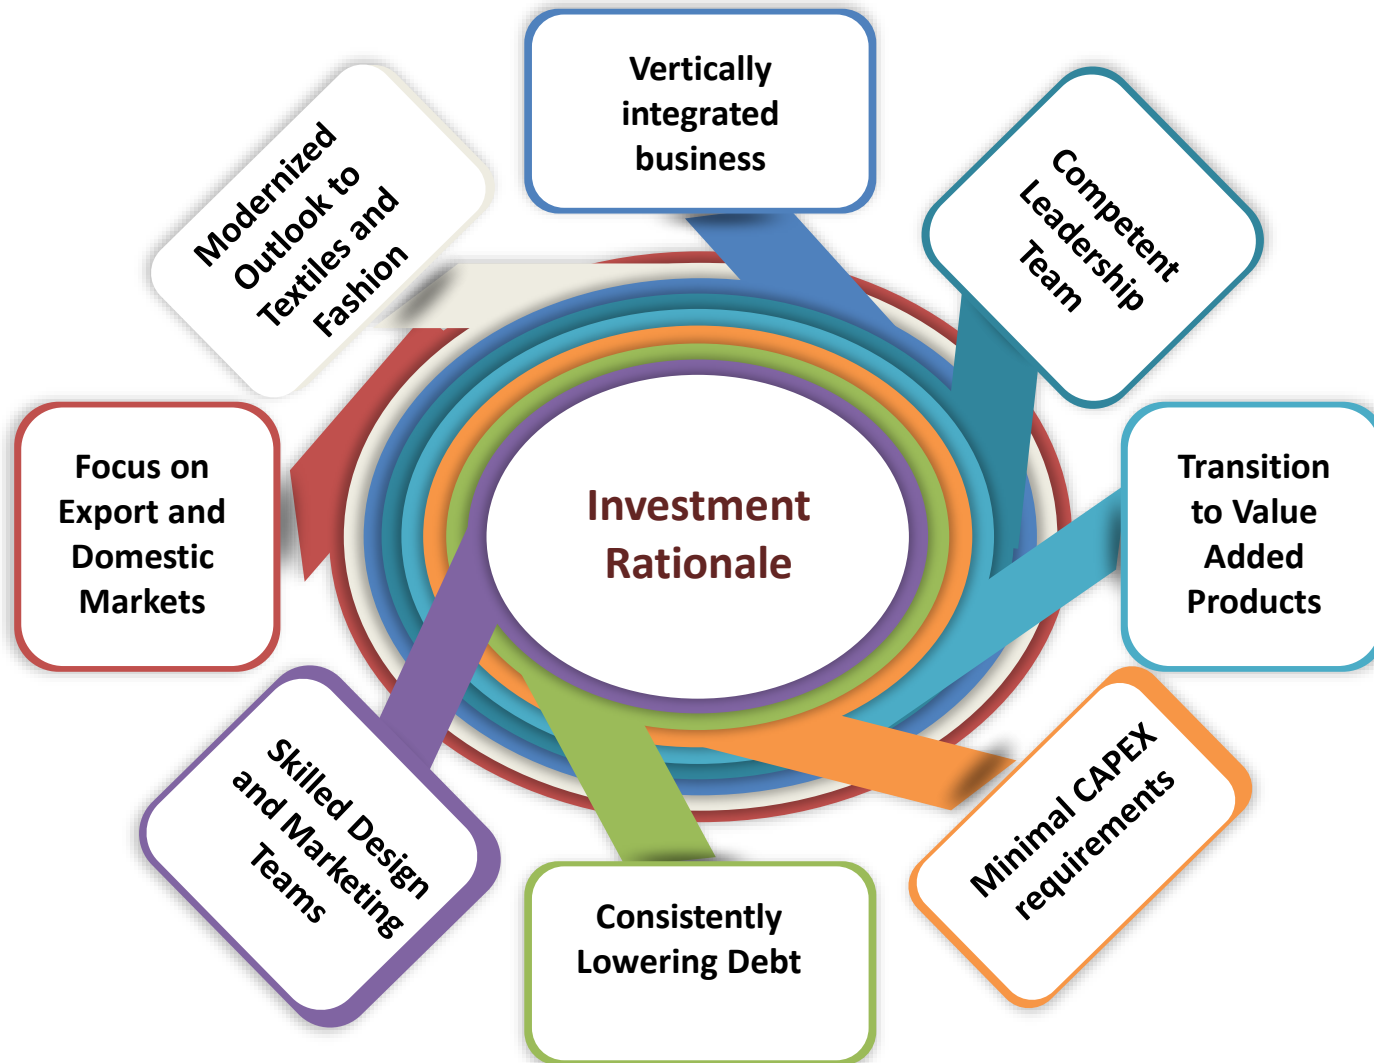 Vertically
integrated
business
Competent
Leadership
Team
Transition
to Value
Added
Products
Minimal CAPEX
requirements
Consistently
Lowering Debt
Skilled Design
and Marketing
Teams
Focus on
Export and
Domestic
Markets
Modernized
Outlook to
Textiles and
Fashion
Investment
Rationale